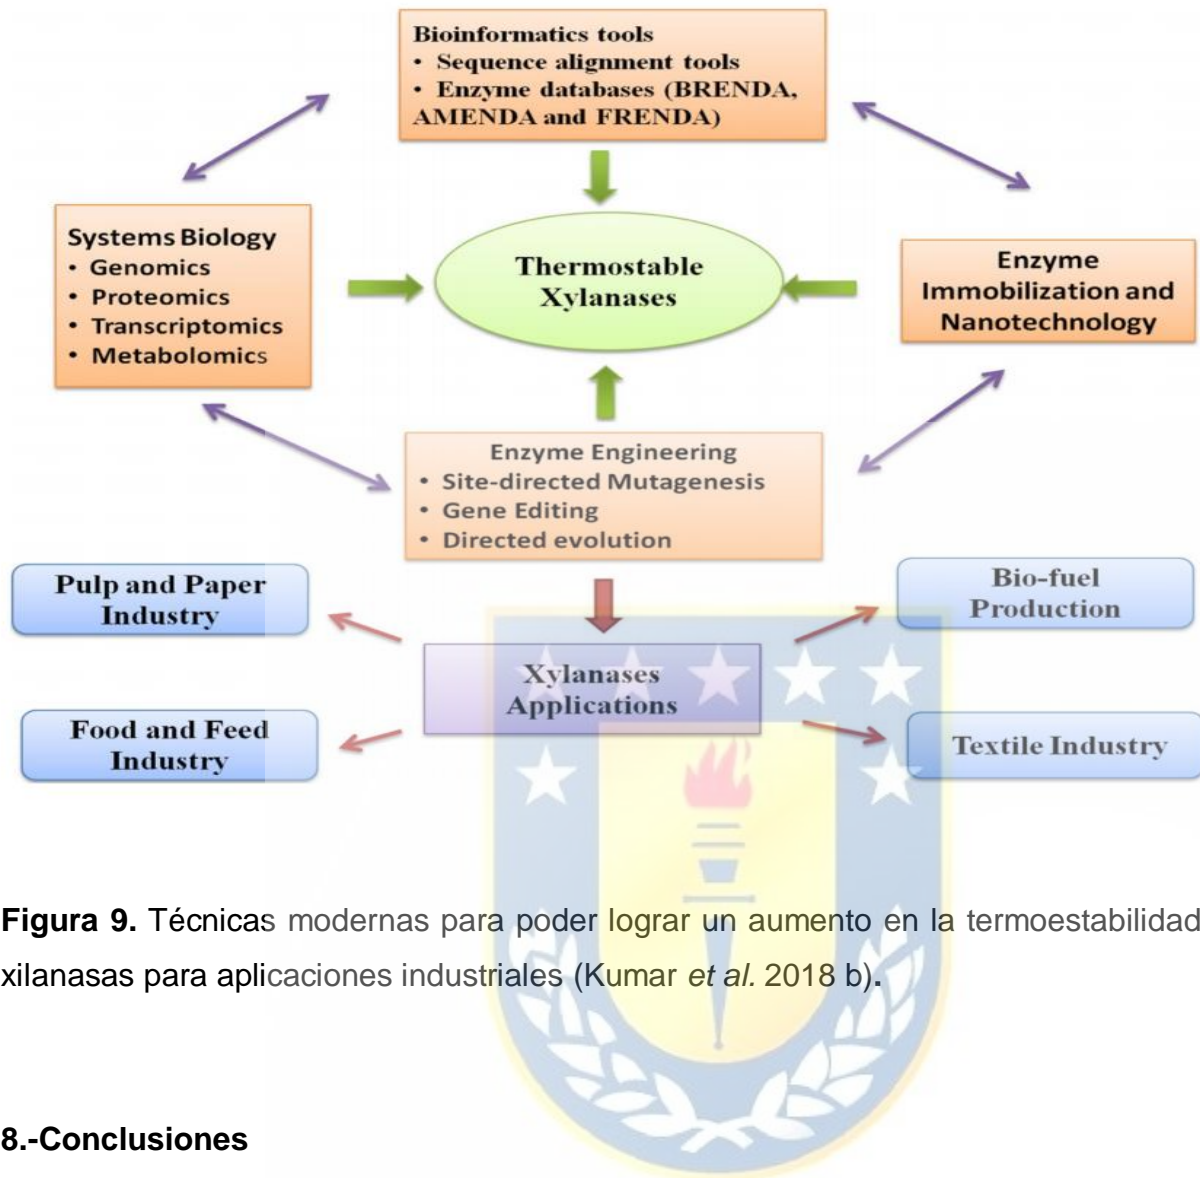 Bioinformatics tools
• Sequence alignment tools
• Enzyme databases (BRENDA,
AMENDA and FRENDA)
Systems Biology
• Genomics
• Proteomics
• Transcriptomics
• Metabolomics
Thermostable
Xylanases
Enzyme
Immobilization and
Nanotechnology
Enzyme Engineering
• Site-directed Mutagenesis
• Gene Editing
• Directed evolution
Pulp and Paper
Industry
Bio-fuel
Production
Xylanases
Applications
Food and Feed
Industry
Textile Industry
Figura 9. Técnicas modernas para poder lograr un aumento en la termoestabilidad
xilanasas para aplicaciones industriales (Kumar et al. 2018 b).
8.-Conclusiones